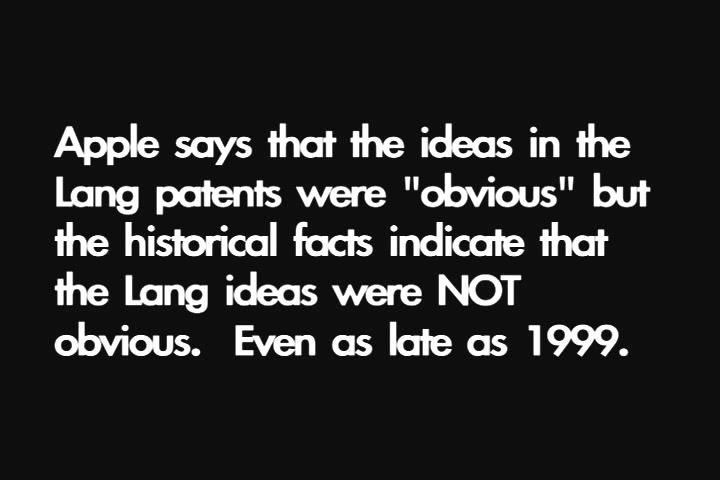 Apple says that the ideas in the
Lang patents were "obvious" but
the historical facts indicate that
the Lang ideas were NOT
obvious.  Even as late as 1999.